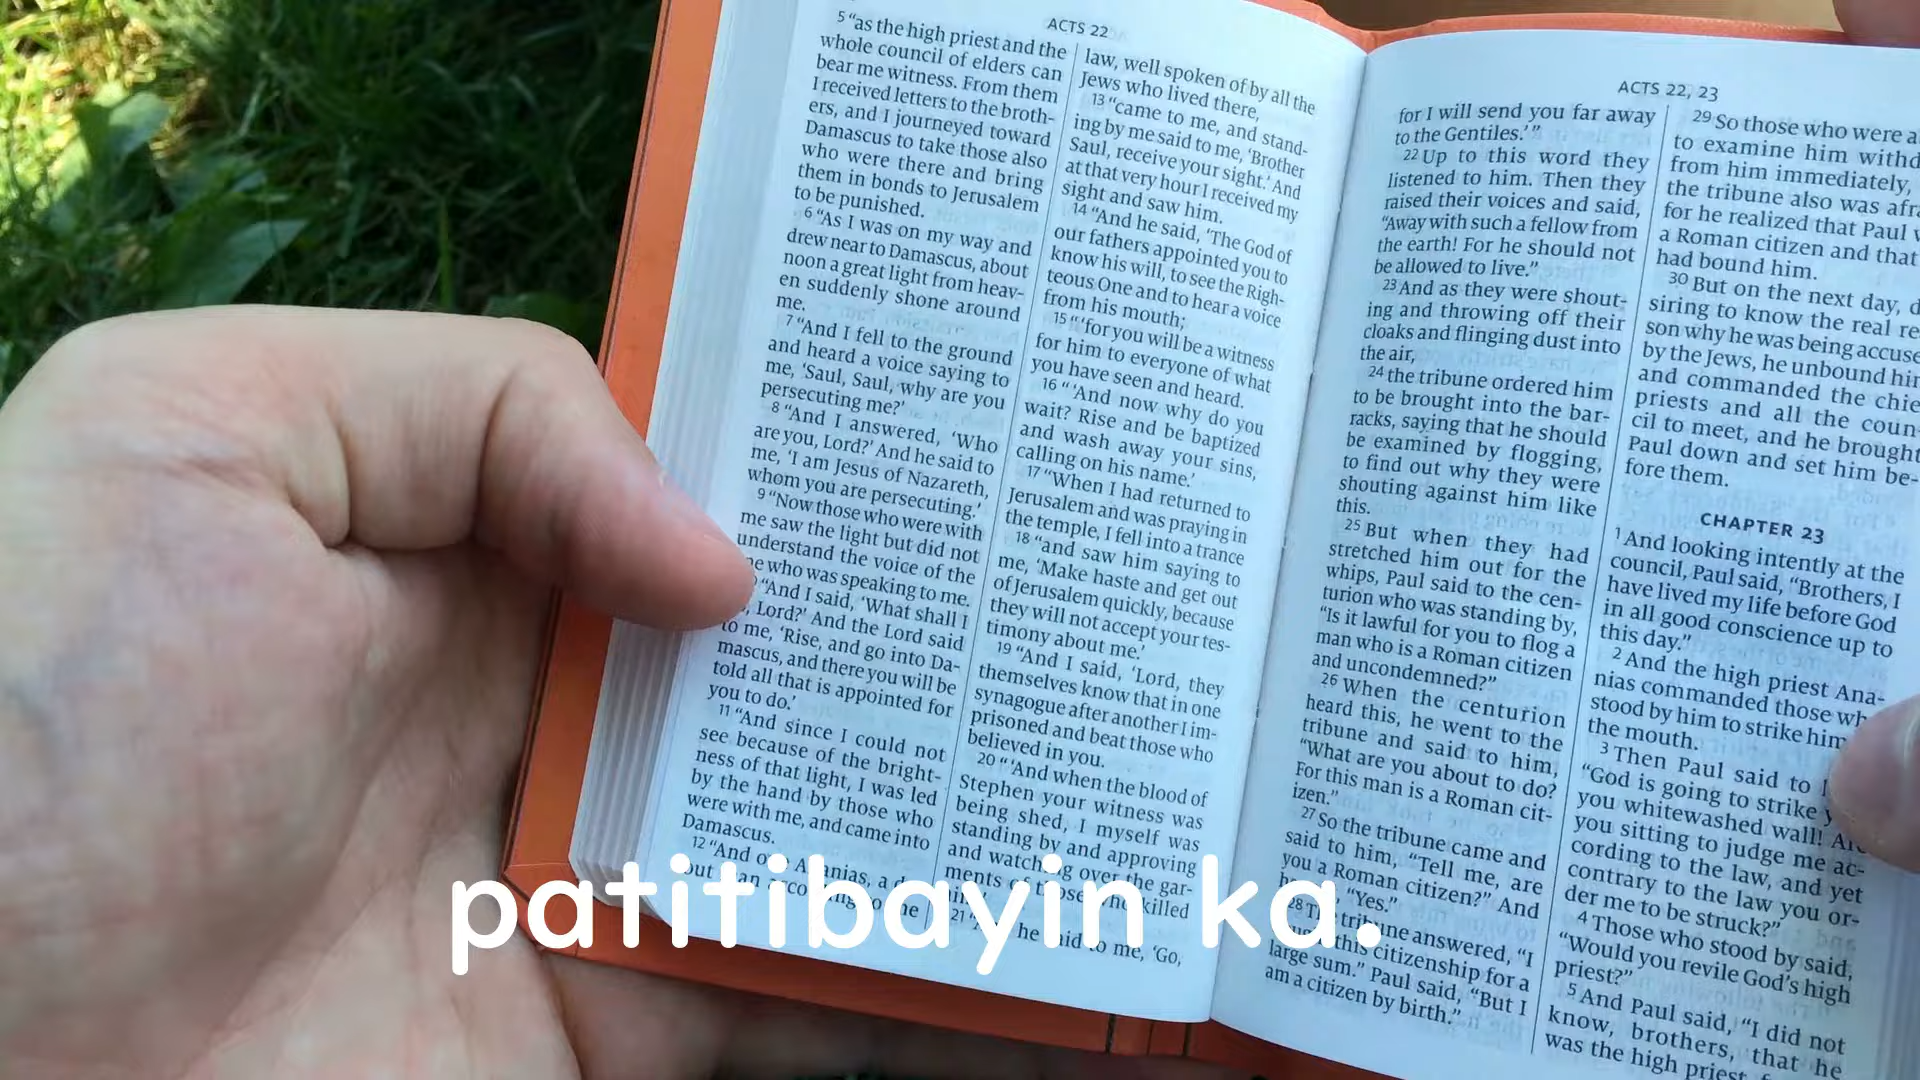 ACTS 22
5 “as the high priest and the
whole council of elders can
bear me witness. From them
I received letters to the broth-
ers, and I journeyed toward
Damascus to take those also
who were there and bring
them in bonds to Jerusalem
to be punished.
6 “As I was on my way and
drew near to Damascus, about
noon a great light from heav-
en suddenly shone around
me.
7 “And I fell to the ground
and heard a voice saying to
me, ‘Saul, Saul, why are you
persecuting me?’
8 “And I answered, ‘Who
are you, Lord?’ And he said to
me, ‘I am Jesus of Nazareth,
whom you are persecuting.’
9 “Now those who were with
me saw the light but did not
understand the voice of the
who was speaking to me.
“And I said, ‘What shall I
Lord?’ And the Lord said
to me, ‘Rise, and go into Da-
mascus, and there you will be
told all that is appointed for
you to do.’
11 “And since I could not
see because of the bright-
ness of that light, I was led
by the hand by those who
were with me, and came into
Damascus.
12 “And
law, well spoken of by all the
Jews who lived there,
13 “came to me, and stand-
ing by me said to me, ‘Brother
Saul, receive your sight.’ And
at that very hour I received my
sight and saw him.
14 “And he said, ‘The God of
our fathers appointed you to
know his will, to see the Righ-
teous One and to hear a voice
from his mouth;
15 “‘for you will be a witness
for him to everyone of what
you have seen and heard.
16 “‘And now why do you
wait? Rise and be baptized
and wash away your sins,
calling on his name.’
17 “When I had returned to
Jerusalem and was praying in
the temple, I fell into a trance
18 “and saw him saying to
me, ‘Make haste and get out
of Jerusalem quickly, because
they will not accept your tes-
timony about me.’
19 “And I said, ‘Lord, they
themselves know that in one
synagogue after another I im-
prisoned and beat those who
believed in you.
20 “‘And when the blood of
Stephen your witness was
being shed, I myself was
standing by and approving
and watching over the gar-
killed
21 he said to me, ‘Go,
ACTS 22, 23
for I will send you far away
to the Gentiles.’”
22 Up to this word they
listened to him. Then they
raised their voices and said,
“Away with such a fellow from
the earth! For he should not
be allowed to live.”
23 And as they were shout-
ing and throwing off their
cloaks and flinging dust into
the air,
24 the tribune ordered him
to be brought into the bar-
racks, saying that he should
be examined by flogging,
to find out why they were
shouting against him like
this.
25 But when they had
stretched him out for the
whips, Paul said to the cen-
turion who was standing by,
“Is it lawful for you to flog a
man who is a Roman citizen
and uncondemned?”
26 When the centurion
heard this, he went to the
tribune and said to him,
“What are you about to do?
For this man is a Roman cit-
izen.”
27 So the tribune came and
said to him, “Tell me, are
you a Roman citizen?” And
“Yes.”
28 tribune answered, “I
this citizenship for a
large sum.” Paul said, “But I
am a citizen by birth.”
29 So those who were
to examine him
from him immediately,
the tribune also was
for he realized that Paul
a Roman citizen and that
had bound him.
30 But on the next day,
siring to know the real
son why he was being
by the Jews, he unbound
and commanded the
priests and all the coun-
cil to meet, and he brought
Paul down and set him be-
fore them.
CHAPTER 23
1 And looking intently at the
council, Paul said, “Brothers, I
have lived my life before God
in all good conscience up to
this day.”
2 And the high priest Ana-
nias commanded those
stood by him to strike him
the mouth.
3 Then Paul said to
“God is going to strike
you whitewashed wall!
you sitting to judge me ac-
cording to the law, and yet
contrary to the law you or-
der me to be struck?”
4 Those who stood by said,
“Would you revile God’s high
priest?”
5 And Paul said, “I did not
know, brothers, that he
was the high priest
patitibayin ka.